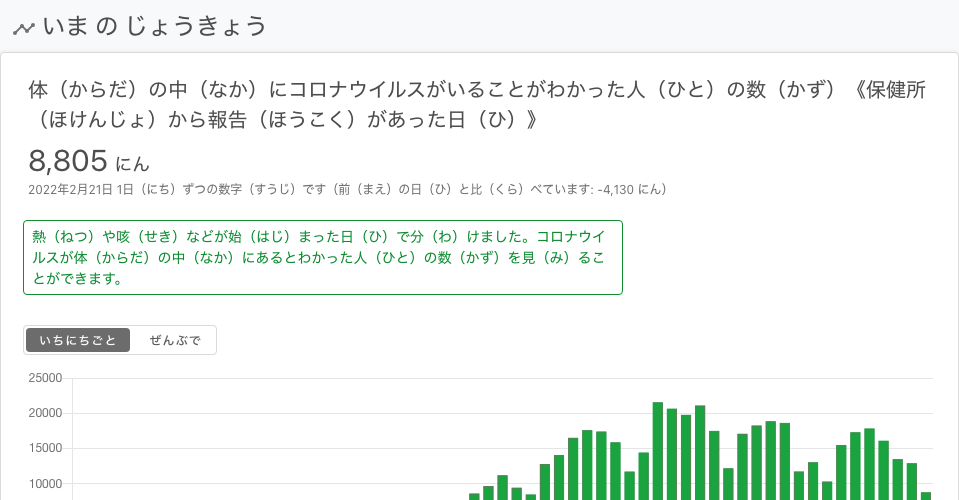 いま の じょうきょう
体（からだ）の中（なか）にコロナウイルスがいることがわかった人（ひと）の数（かず）《保健所
（ほけんじょ）から報告（ほうこく）があった日（ひ）》
8,805 にん
2022年2月21日 1日（にち）ずつの数字（すうじ）です（前（まえ）の日（ひ）と比（くら）べています: -4,130 にん）
熱（ねつ）や咳（せき）などが始（はじ）まった日（ひ）で分（わ）けました。コロナウイ
ルスが体（からだ）の中（なか）にあるとわかった人（ひと）の数（かず）を見（み）るこ
とができます。
いちにちごと ぜんぶで
25000
20000
15000
10000